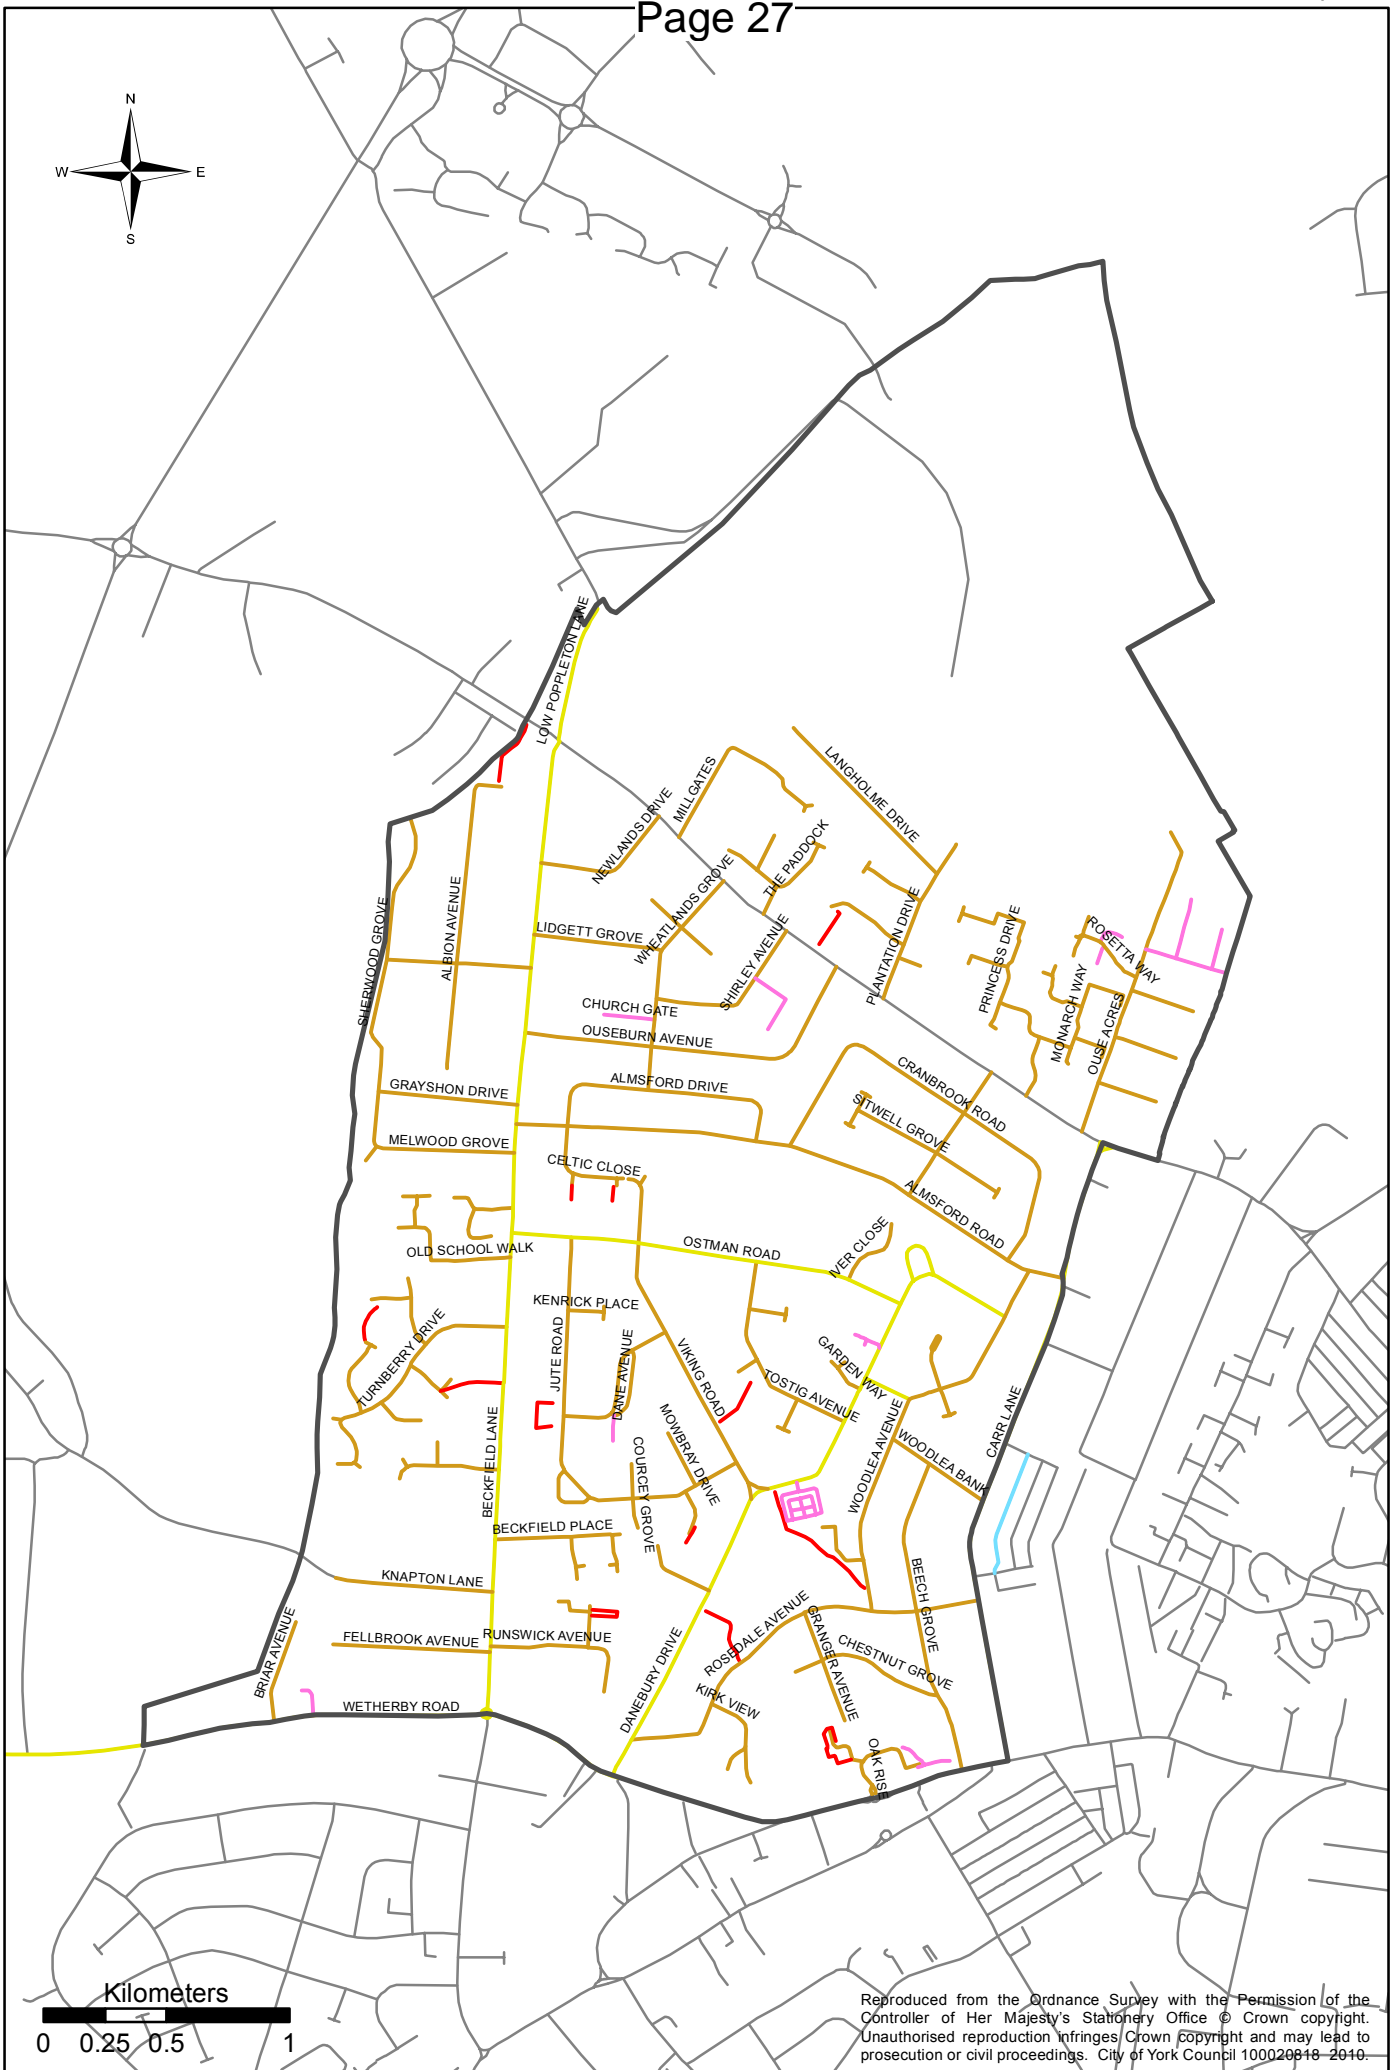 Page 27
N
W
E
S
LOW POPPLETON LANE
MILLGATES
LANGHOLME DRIVE
NEWLANDS DRIVE
THE PADDOCK
WHEATLANDS GROVE
ALBION AVENUE
SHERWOOD GROVE
LIDGETT GROVE
SHIRLEY AVENUE
PLANTATION DRIVE
PRINCESS DRIVE
ROSETTA WAY
MONARCH WAY
OUSE ACRES
CHURCH GATE
OUSEBURN AVENUE
ALMSFORD DRIVE
GRAYSHON DRIVE
CRANBROOK ROAD
SITWELL GROVE
MELWOOD GROVE
CELTIC CLOSE
ALMSFORD ROAD
OLD SCHOOL WALK
OSTMAN ROAD
IVER CLOSE
KENRICK PLACE
TURNBERRY DRIVE
JUTE ROAD
DANE AVENUE
VIKING ROAD
GARDEN WAY
TOSTIG AVENUE
CARR LANE
WOODLEA AVENUE
WOODLEA BANK
BECKFIELD LANE
MOWBRAY DRIVE
COURCEY GROVE
BECKFIELD PLACE
KNAPTON LANE
BEECH GROVE
BRIAR AVENUE
FELLBROOK AVENUE
RUNSWICK AVENUE
ROSEDALE AVENUE
GRANGER AVENUE
CHESTNUT GROVE
DANEBURY DRIVE
KIRK VIEW
WETHERBY ROAD
OAK RISE
Kilometers
0 0.25 0.5 1
Reproduced from the Ordnance Survey with the Permission of the
Controller of Her Majesty's Stationery Office © Crown copyright.
Unauthorised reproduction infringes Crown copyright and may lead to
prosecution or civil proceedings. City of York Council 100020818 2010.